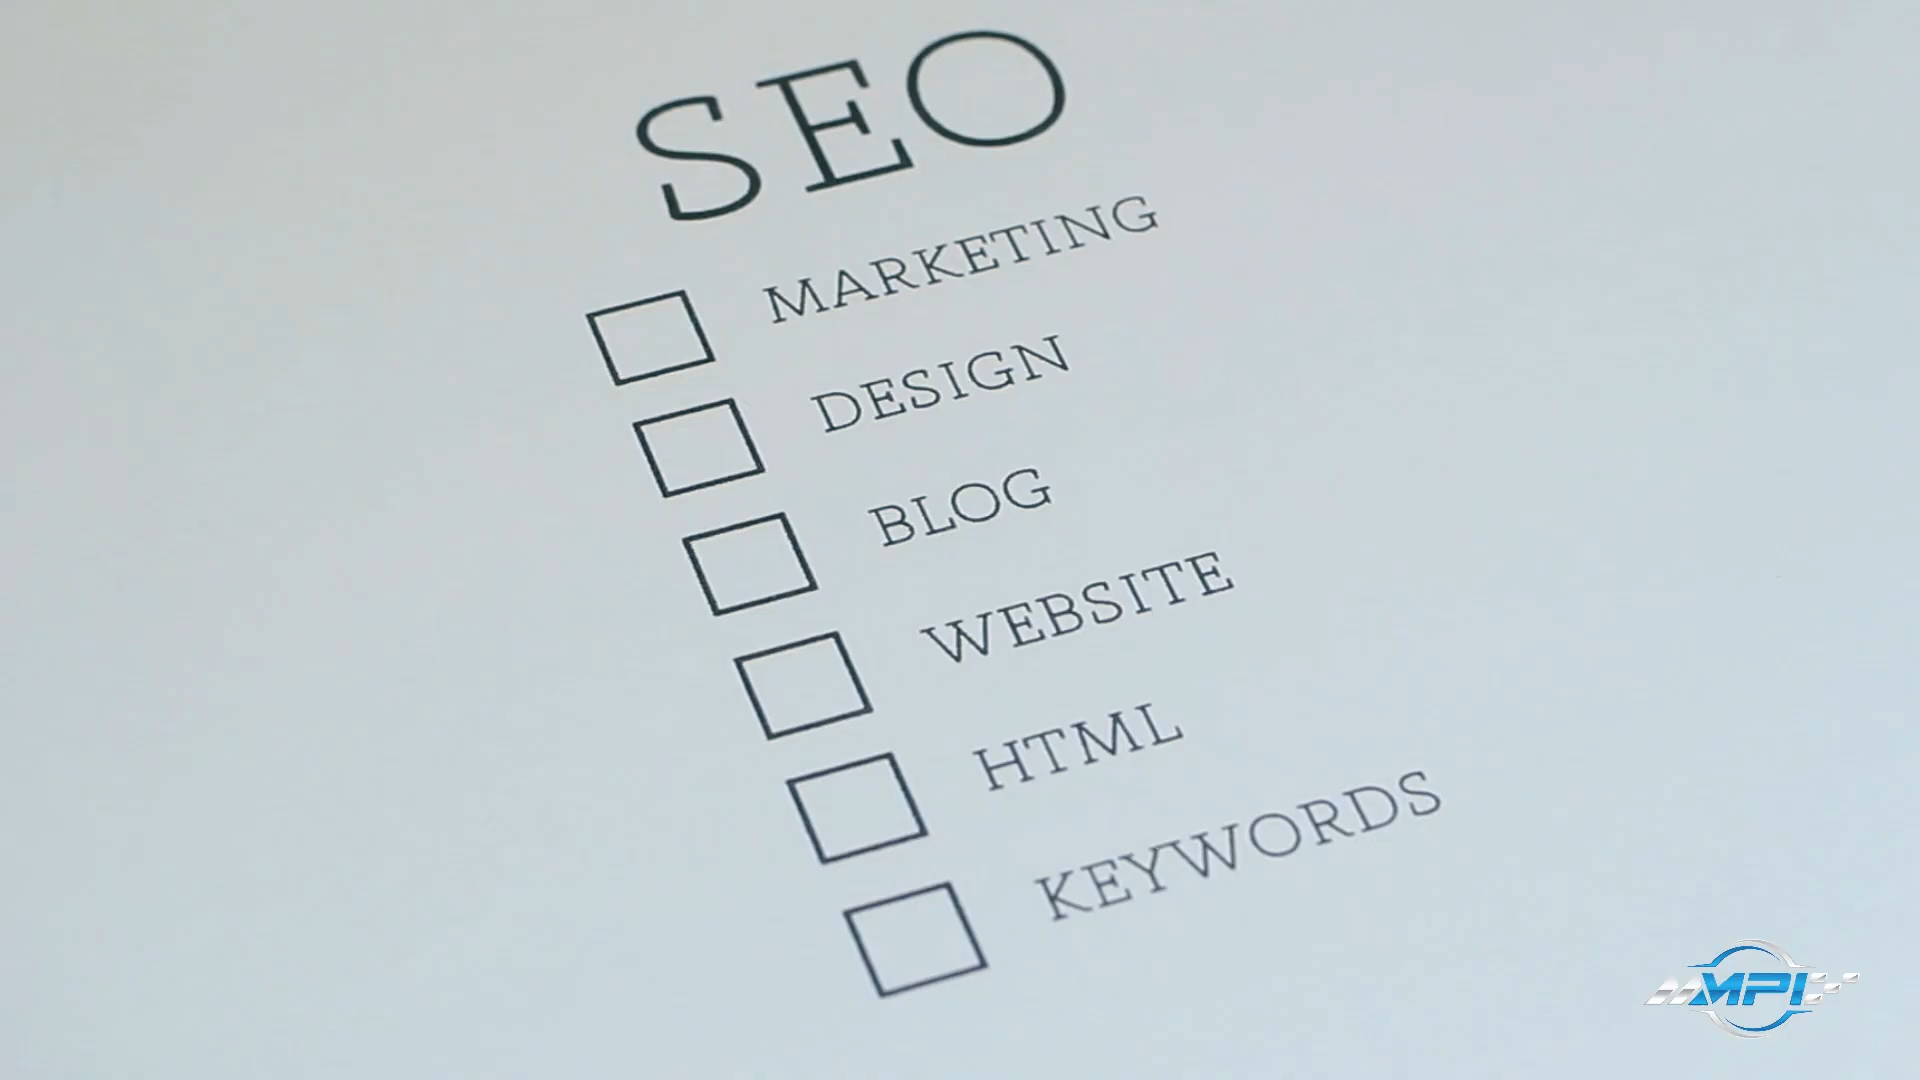 SEO
MARKETING
DESIGN
BLOG
WEBSITE
HTML
KEYWORDS
MPI